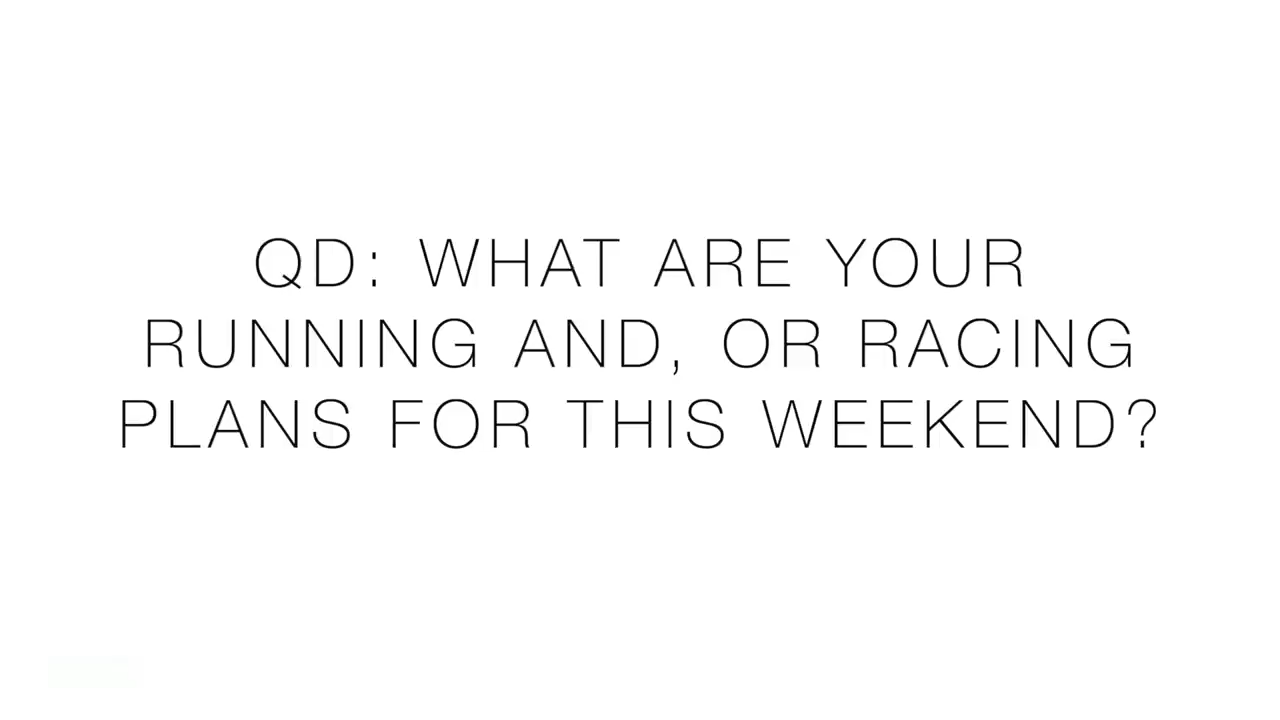 QD: WHAT ARE YOUR
RUNNING AND, OR RACING
PLANS FOR THIS WEEKEND?